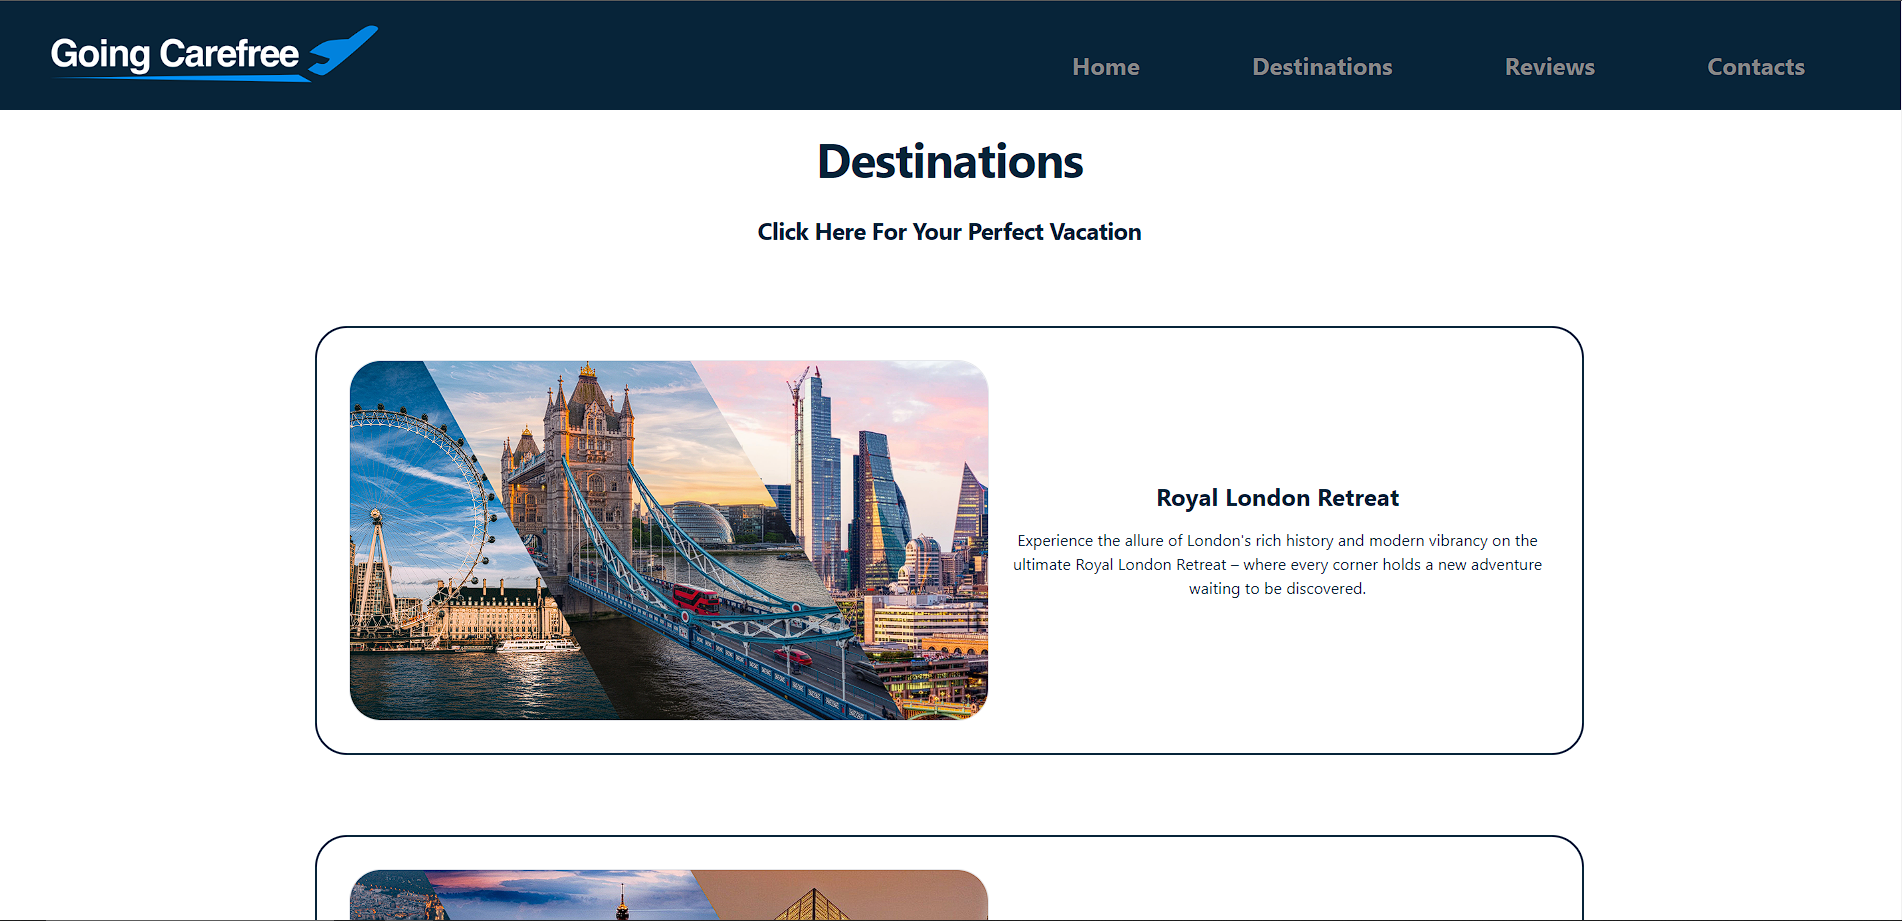 Going Carefree
Home Destinations Reviews Contacts
Destinations
Click Here For Your Perfect Vacation
Royal London Retreat
Experience the allure of London's rich history and modern vibrancy on the
ultimate Royal London Retreat – where every corner holds a new adventure
waiting to be discovered.